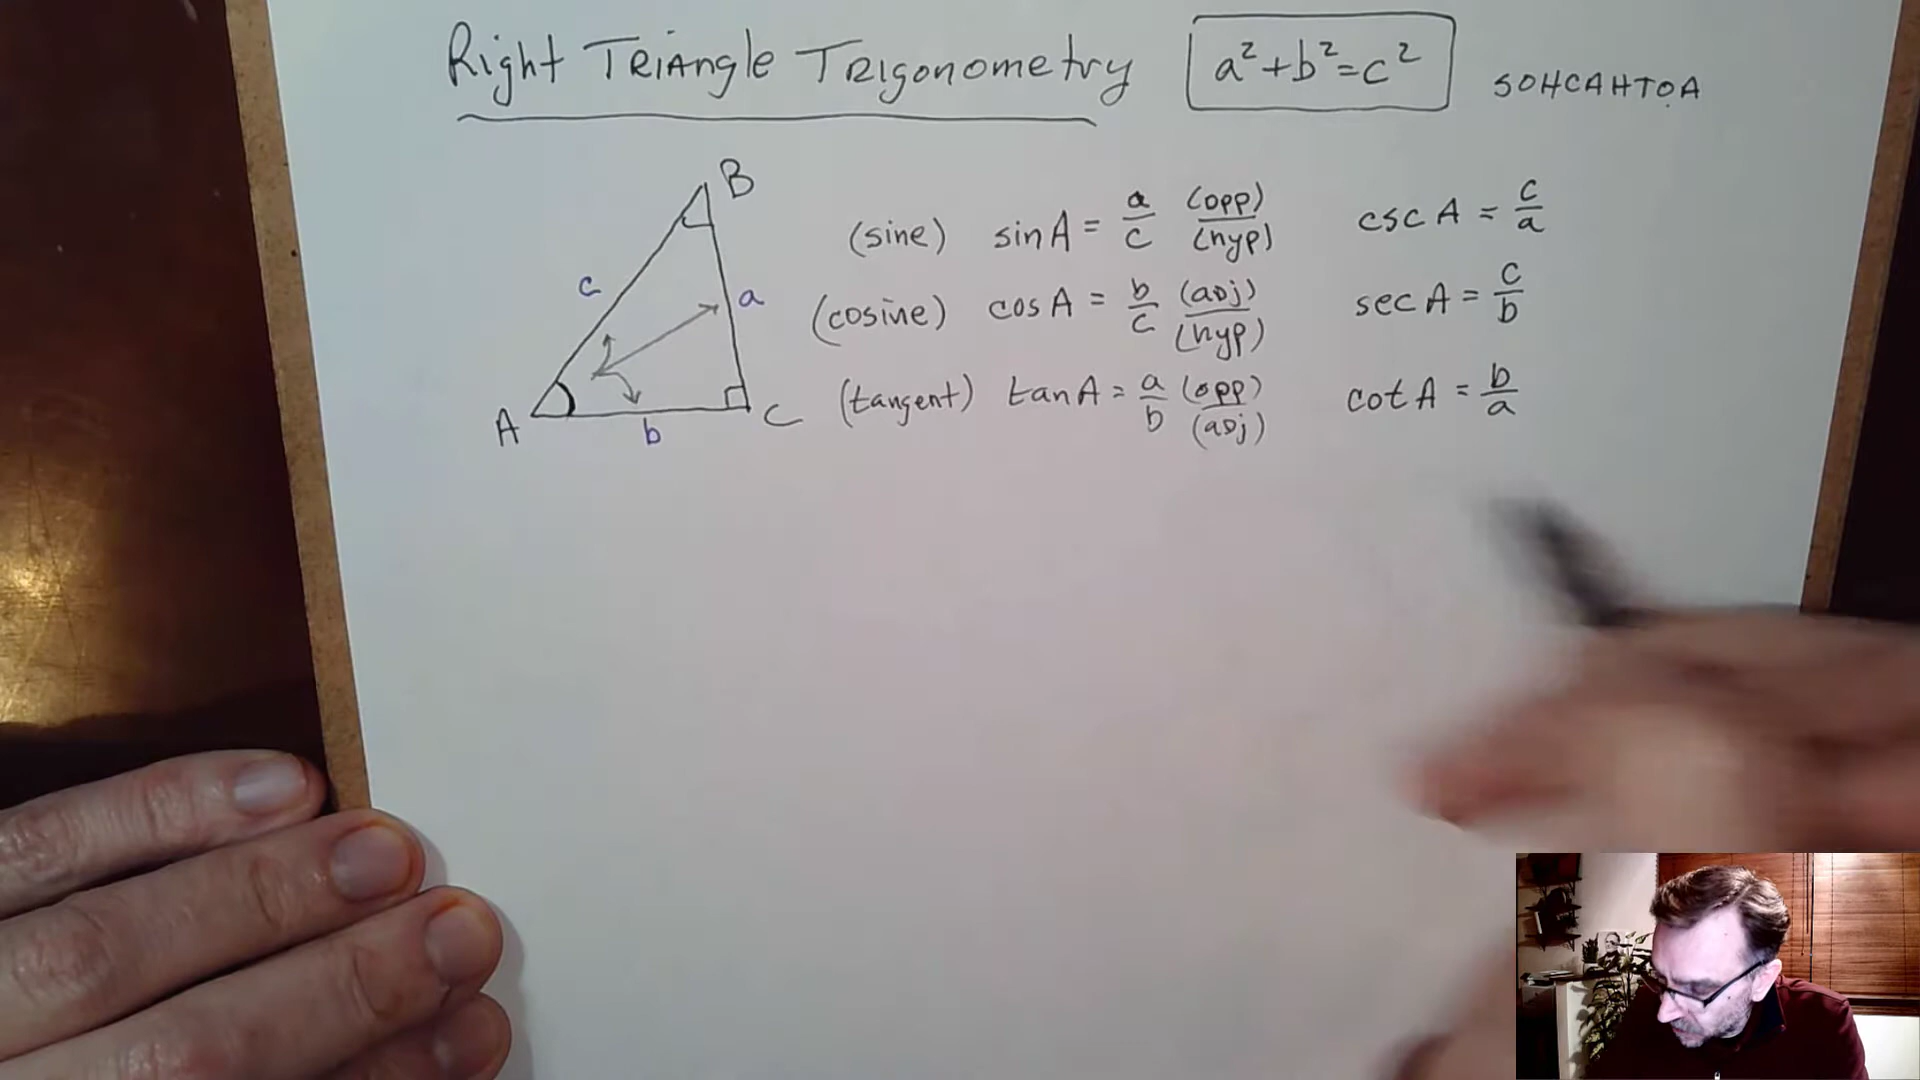 Right Triangle Trigonometry a²+b²=c² SOHCAHTOA
B
(sine) sin A = a/c (opp)/(hyp) csc A = c/a
c
a
(cosine) cos A = b/c (adj)/(hyp) sec A = c/b
(tangent) tan A = a/b (opp)/(adj) cot A = b/a
A
b
C